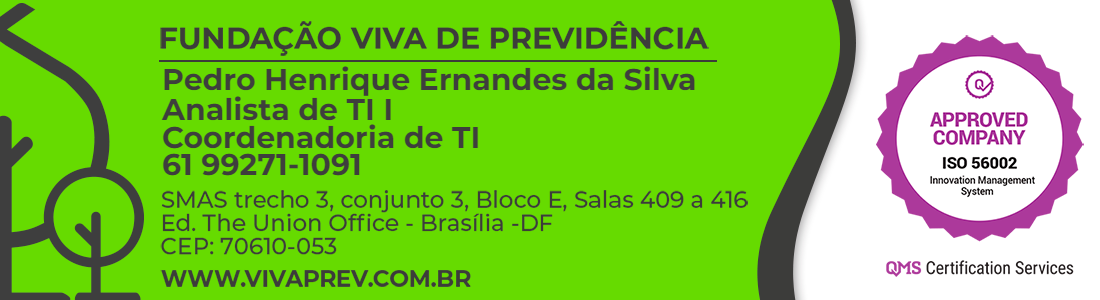 FUNDAÇÃO VIVA DE PREVIDÊNCIA
Pedro Henrique Ernandes da Silva
Analista de TI I
Coordenadoria de TI
61 99271-1091
SMAS trecho 3, conjunto 3, Bloco E, Salas 409 a 416
Ed. The Union Office - Brasília -DF
CEP: 70610-053
WWW.VIVAPREV.COM.BR
Q
APPROVED
COMPANY
ISO 56002
Innovation Management
System
QMS Certification Services